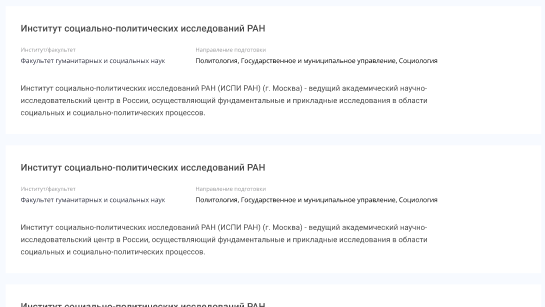 Институт социально-политических исследований РАН
Институт/факультет
Направление подготовки
Факультет гуманитарных и социальных наук
Политология, Государственное и муниципальное управление, Социология
Институт социально-политических исследований РАН (ИСПИ РАН) (г. Москва) - ведущий академический научно-
исследовательский центр в России, осуществляющий фундаментальные и прикладные исследования в области
социальных и социально-политических процессов.
Институт социально-политических исследований РАН
Институт/факультет
Направление подготовки
Факультет гуманитарных и социальных наук
Политология, Государственное и муниципальное управление, Социология
Институт социально-политических исследований РАН (ИСПИ РАН) (г. Москва) - ведущий академический научно-
исследовательский центр в России, осуществляющий фундаментальные и прикладные исследования в области
социальных и социально-политических процессов.
Институт социально-политических исследований РАН